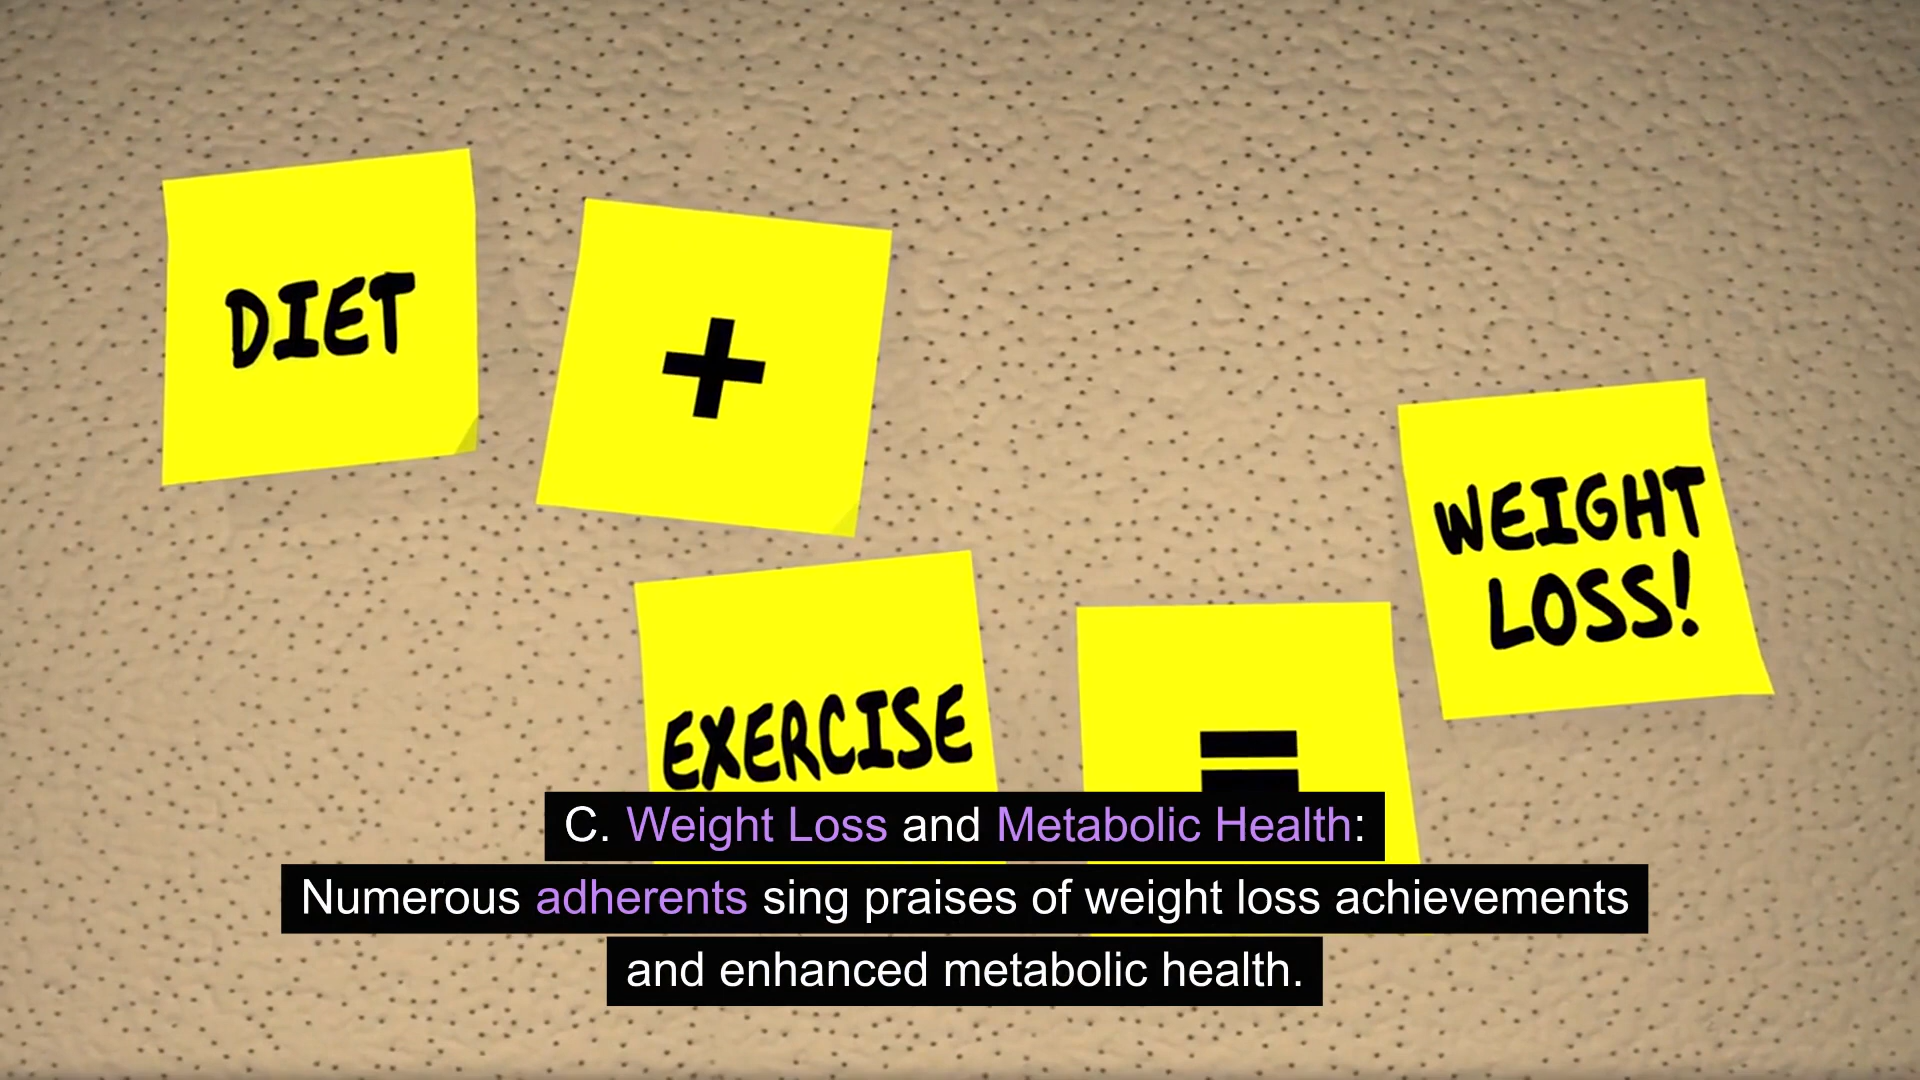 DIET
+
EXERCISE
=
WEIGHT
LOSS!
C. Weight Loss and Metabolic Health:
Numerous adherents sing praises of weight loss achievements
and enhanced metabolic health.